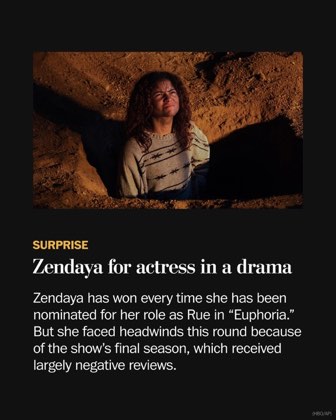 SURPRISE
Zendaya for actress in a drama
Zendaya has won every time she has been
nominated for her role as Rue in “Euphoria.”
But she faced headwinds this round because
of the show’s final season, which received
largely negative reviews.
(HBO/AP)